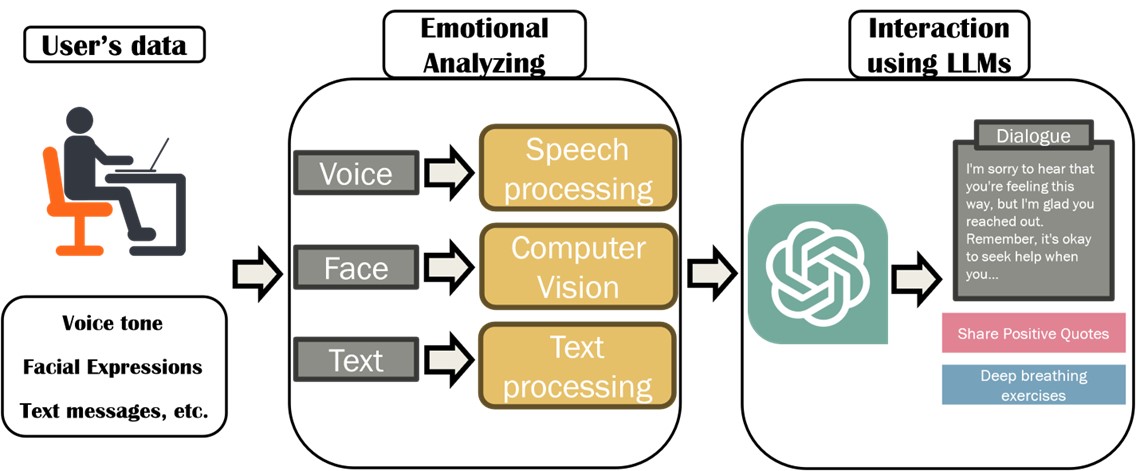 User's data
Voice tone
Facial Expressions
Text messages, etc.
Emotional
Analyzing
Voice
Speech
processing
Face
Computer
Vision
Text
Text
processing
Interaction
using LLMs
Dialogue
I'm sorry to hear that
you're feeling this
way, but I'm glad you
reached out.
Remember, it's okay
to seek help when
you...
Share Positive Quotes
Deep breathing
exercises